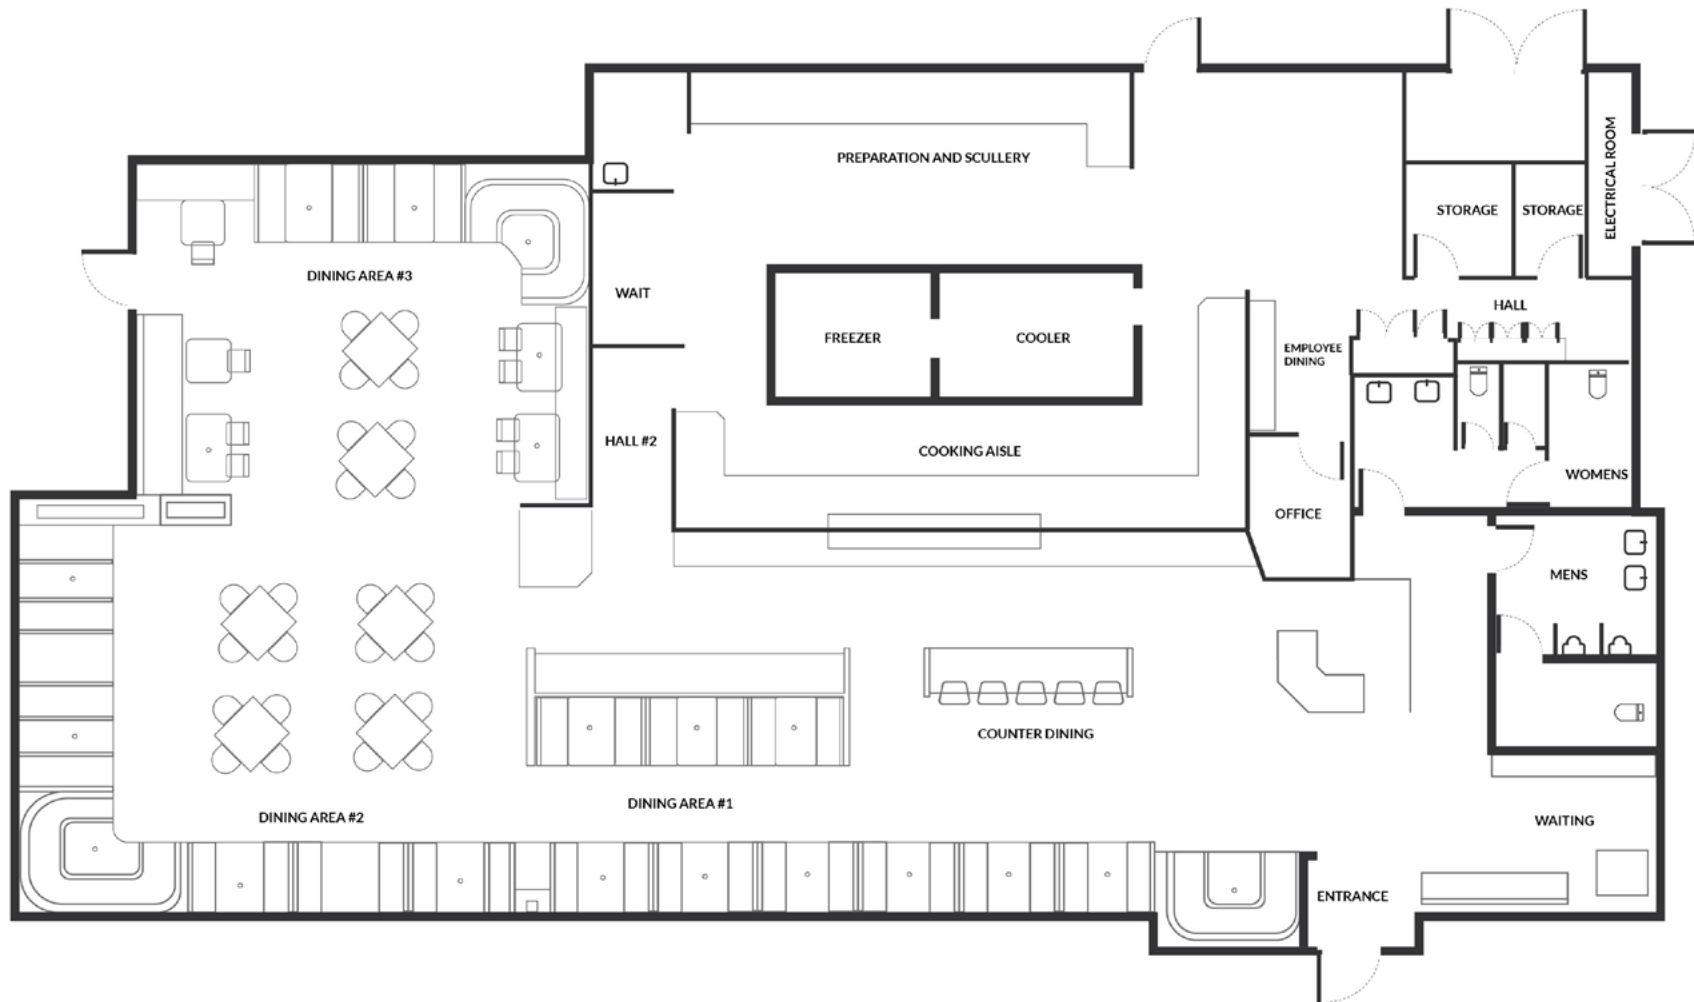 PREPARATION AND SCULLERY
ELECTRICAL ROOM
STORAGE
STORAGE
DINING AREA #3
WAIT
HALL
FREEZER
COOLER
EMPLOYEE
DINING
HALL #2
COOKING AISLE
WOMENS
OFFICE
MENS
COUNTER DINING
DINING AREA #1
DINING AREA #2
WAITING
ENTRANCE